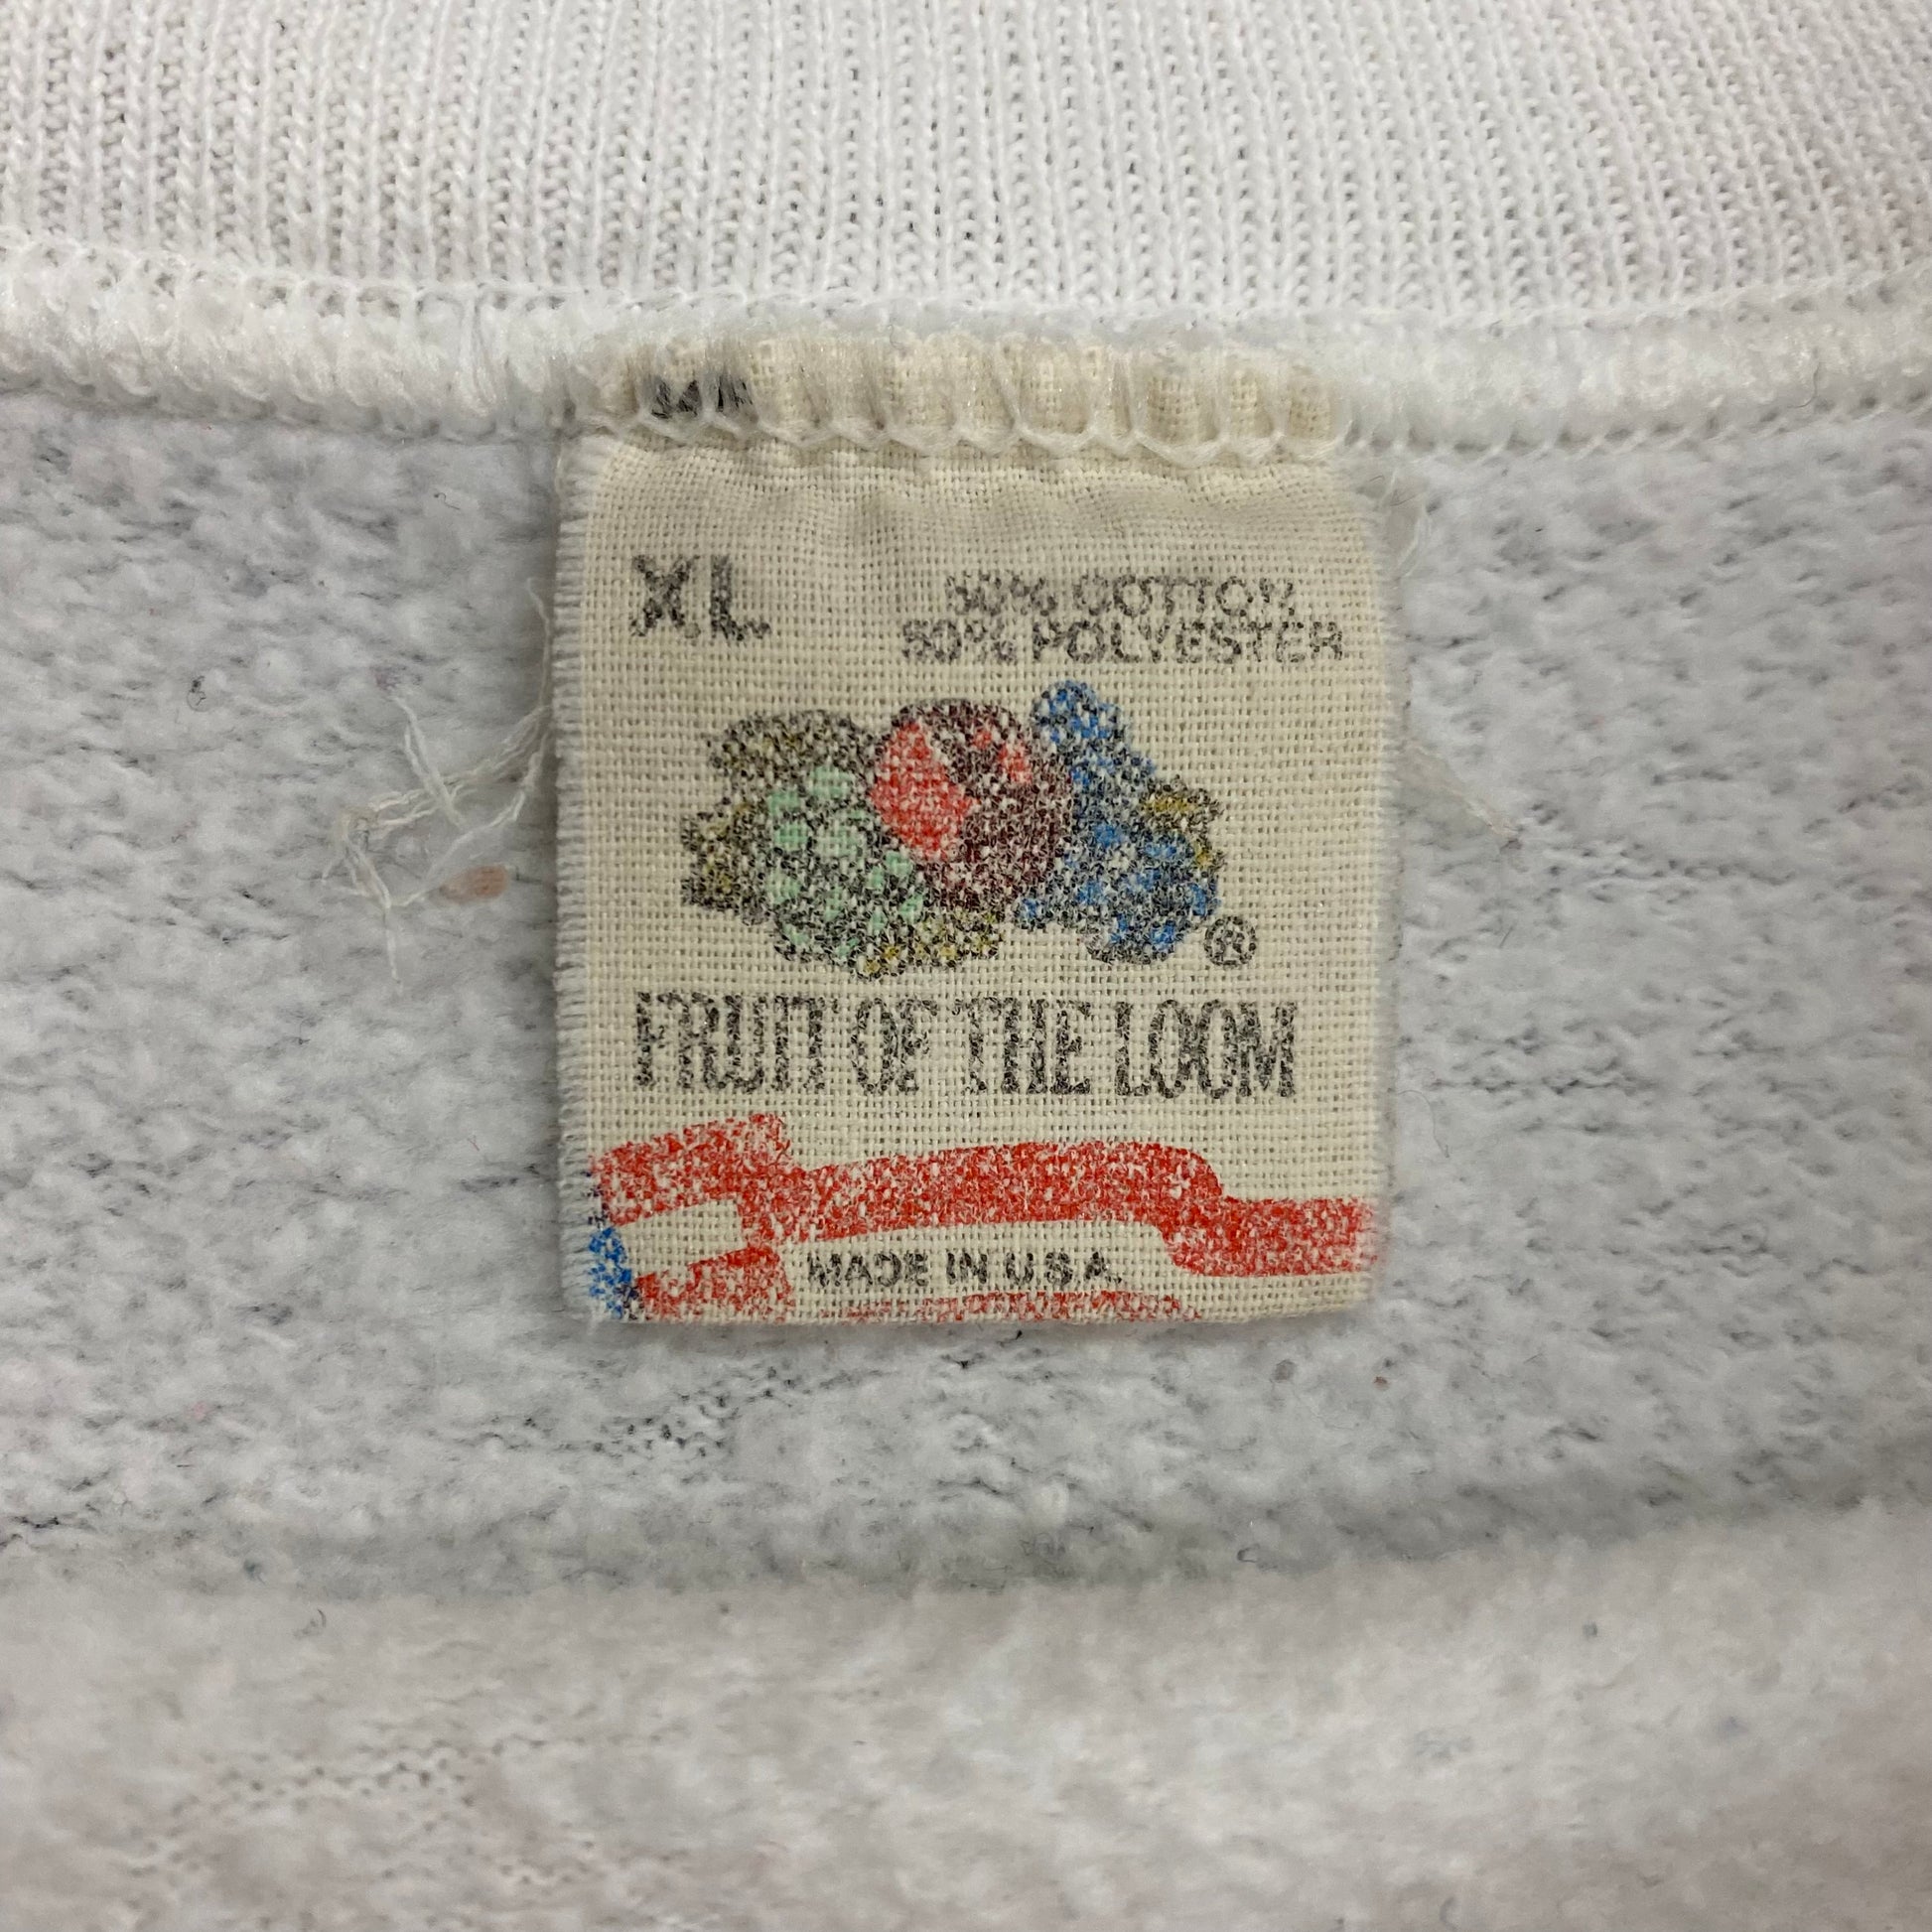 XL
50% COTTON
50% POLYESTER
®
FRUIT OF THE LOOM
MADE IN U.S.A.